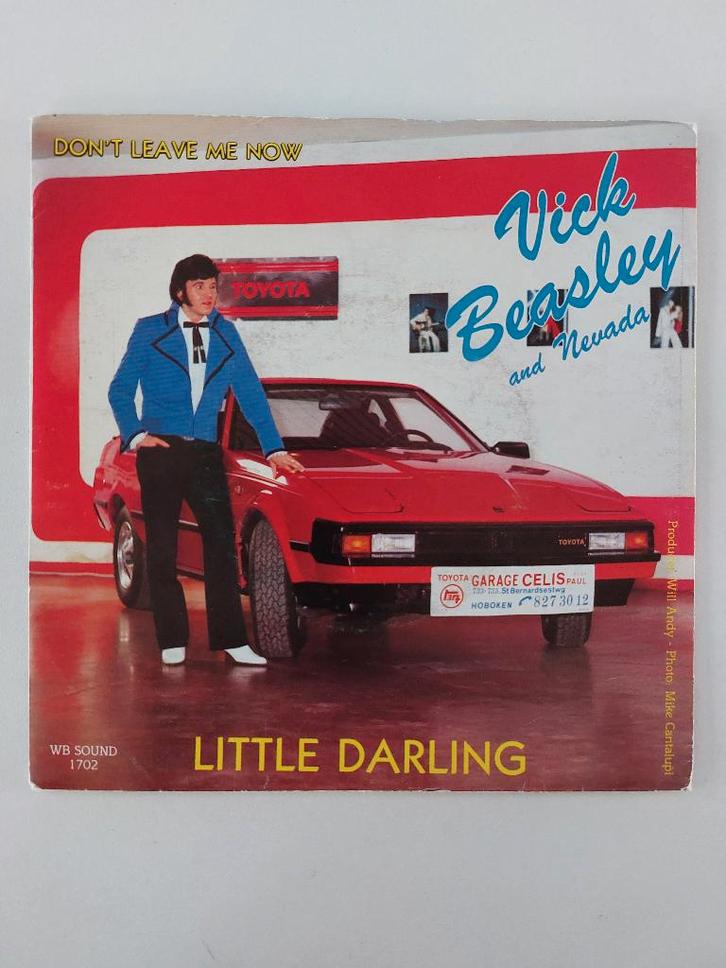 DON'T LEAVE ME NOW
Vick
Beasley
and Nevada
TOYOTA
TOYOTA
TOYOTA GARAGE CELIS PAUL
St Bernardsestwg
HOBOKEN 827 30 12
Produced Will Andy - Photo: Mike Cantalupi
WB SOUND
1702
LITTLE DARLING